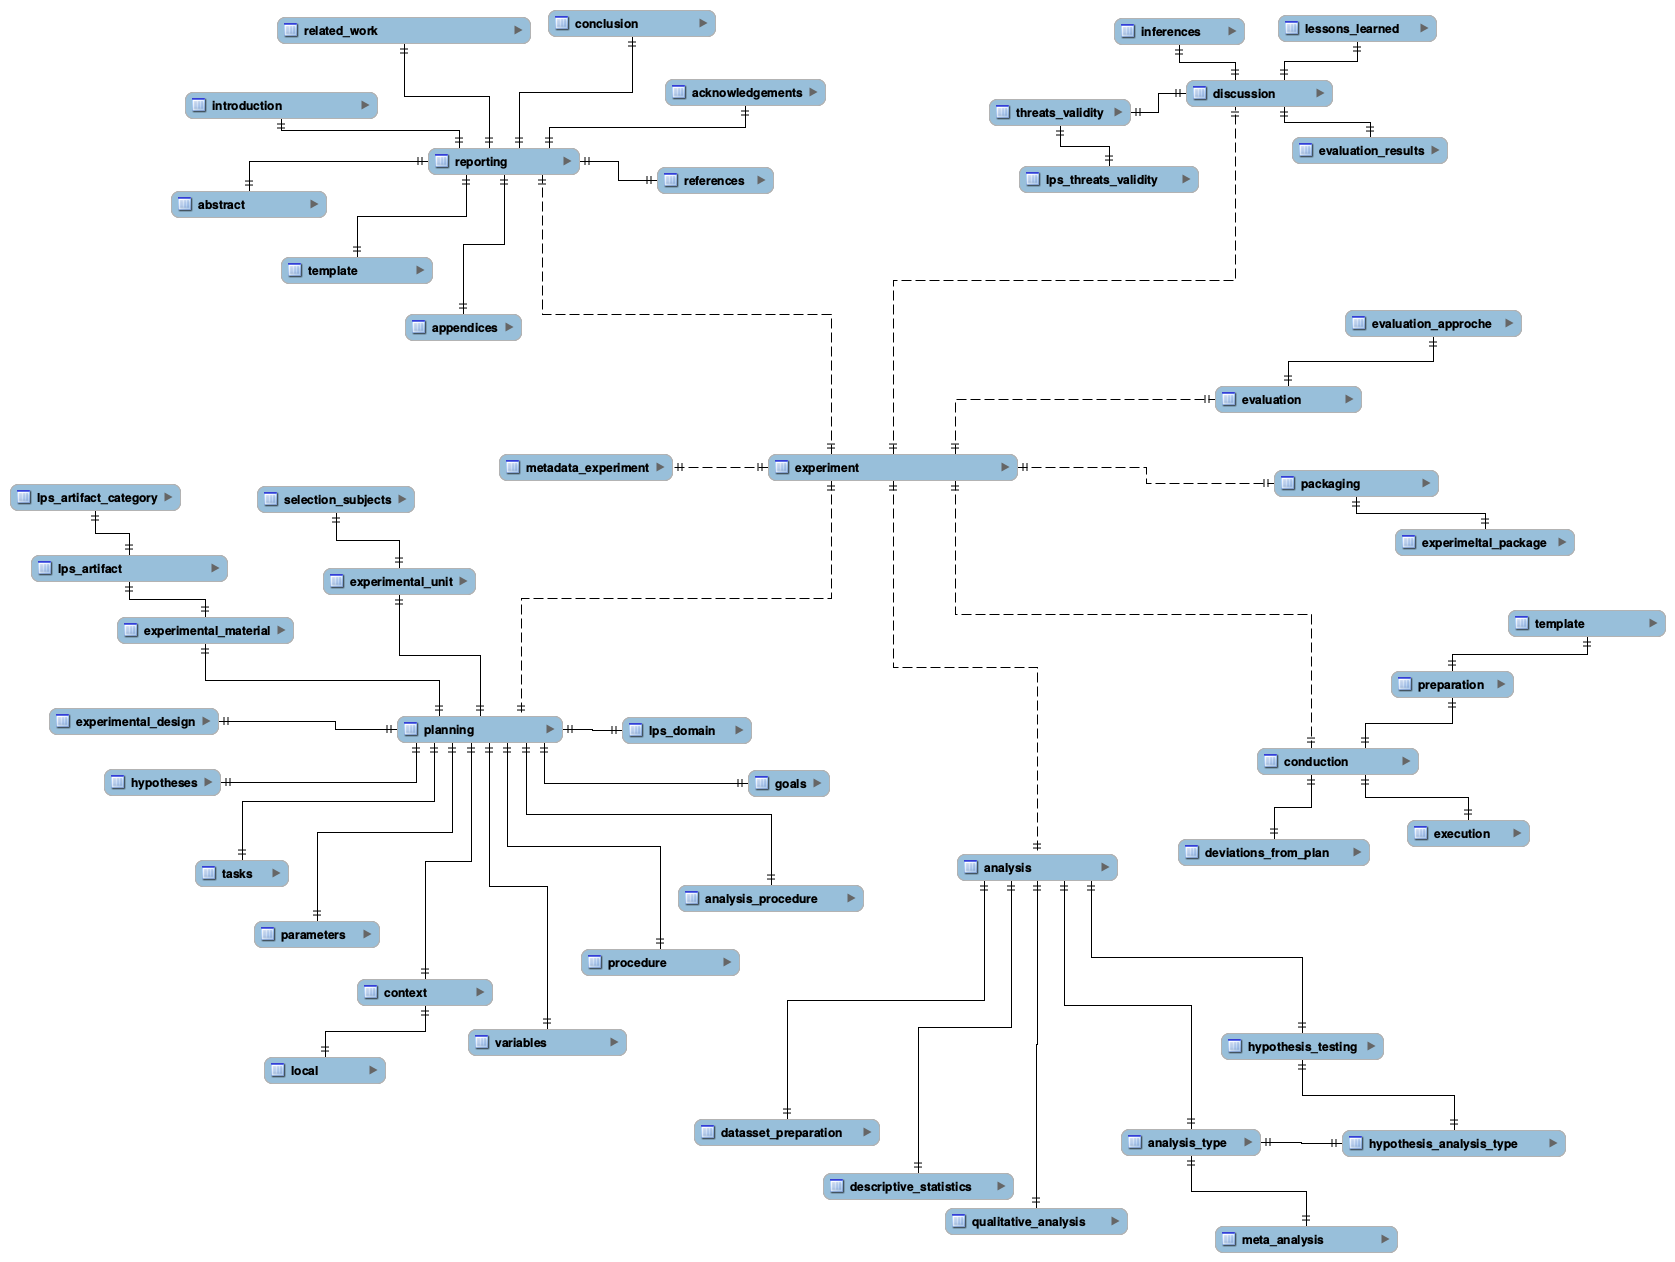 related_work
conclusion
inferences
lessons_learned
introduction
acknowledgements
discussion
threats_validity
reporting
evaluation_results
references
lps_threats_validity
abstract
template
appendices
evaluation_approche
evaluation
metadata_experiment
experiment
packaging
lps_artifact_category
selection_subjects
experimeltal_package
lps_artifact
experimental_unit
experimental_material
template
preparation
experimental_design
planning
lps_domain
conduction
hypotheses
goals
execution
deviations_from_plan
tasks
analysis
analysis_procedure
parameters
procedure
context
variables
hypothesis_testing
local
datasset_preparation
analysis_type
hypothesis_analysis_type
descriptive_statistics
qualitative_analysis
meta_analysis